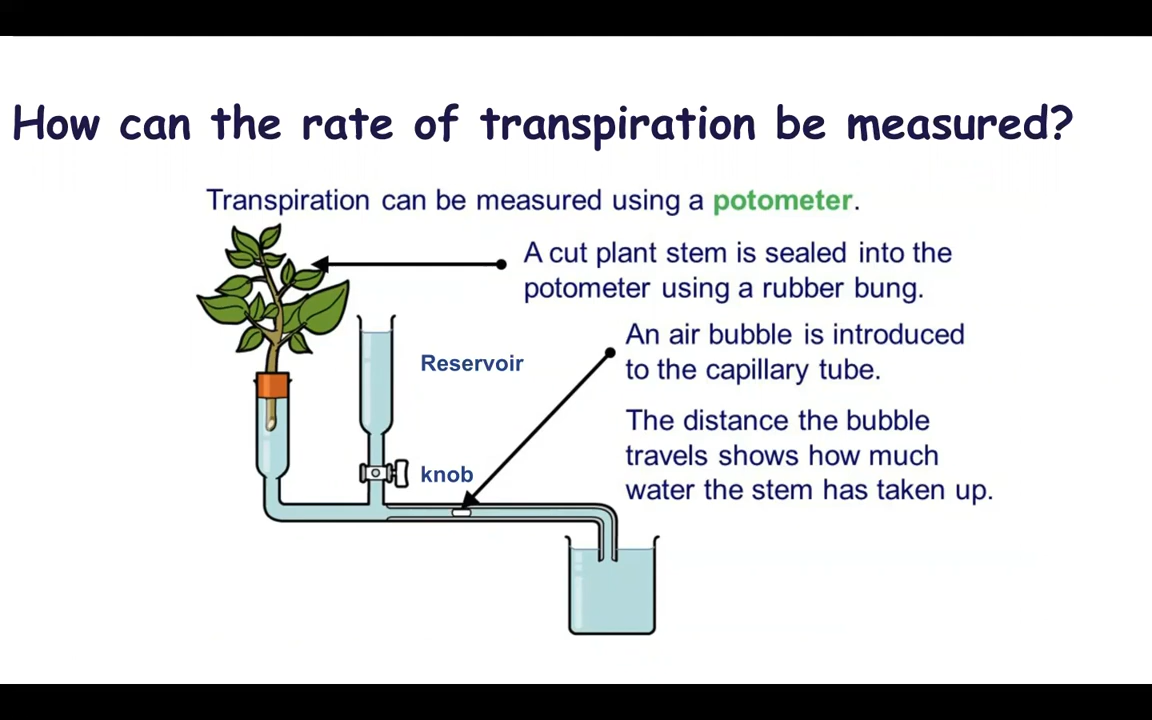 How can the rate of transpiration be measured?
Transpiration can be measured using a potometer.
A cut plant stem is sealed into the
potometer using a rubber bung.
An air bubble is introduced
to the capillary tube.
Reservoir
The distance the bubble
travels shows how much
water the stem has taken up.
knob